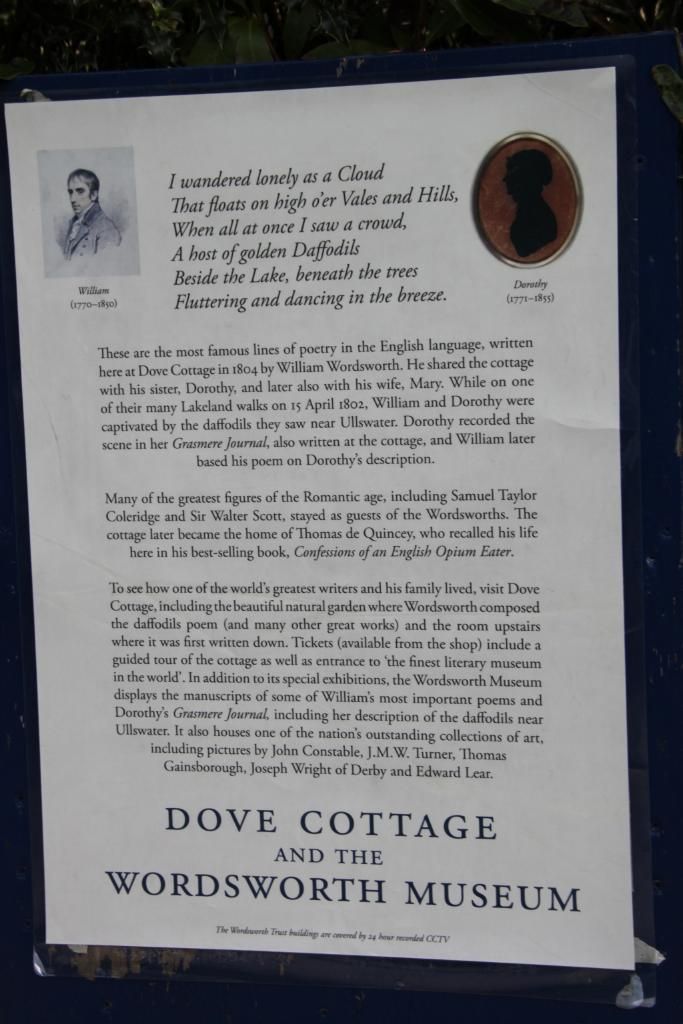 I wandered lonely as a Cloud
That floats on high o'er Vales and Hills,
When all at once I saw a crowd,
A host of golden Daffodils
Beside the Lake, beneath the trees
Fluttering and dancing in the breeze.
William
(1770–1850)
Dorothy
(1771–1855)
These are the most famous lines of poetry in the English language, written
here at Dove Cottage in 1804 by William Wordsworth. He shared the cottage
with his sister, Dorothy, and later also with his wife, Mary. While on one
of their many Lakeland walks on 15 April 1802, William and Dorothy were
captivated by the daffodils they saw near Ullswater. Dorothy recorded the
scene in her Grasmere Journal, also written at the cottage, and William later
based his poem on Dorothy's description.
Many of the greatest figures of the Romantic age, including Samuel Taylor
Coleridge and Sir Walter Scott, stayed as guests of the Wordsworths. The
cottage later became the home of Thomas de Quincey, who recalled his life
here in his best-selling book, Confessions of an English Opium Eater.
To see how one of the world's greatest writers and his family lived, visit Dove
Cottage, including the beautiful natural garden where Wordsworth composed
the daffodils poem (and many other great works) and the room upstairs
where it was first written down. Tickets (available from the shop) include a
guided tour of the cottage as well as entrance to 'the finest literary museum
in the world'. In addition to its special exhibitions, the Wordsworth Museum
displays the manuscripts of some of William's most important poems and
Dorothy's Grasmere Journal, including her description of the daffodils near
Ullswater. It also houses one of the nation's outstanding collections of art,
including pictures by John Constable, J.M.W. Turner, Thomas
Gainsborough, Joseph Wright of Derby and Edward Lear.
DOVE COTTAGE
AND THE
WORDSWORTH MUSEUM
The Wordsworth Trust buildings are covered by 24 hour recorded CCTV